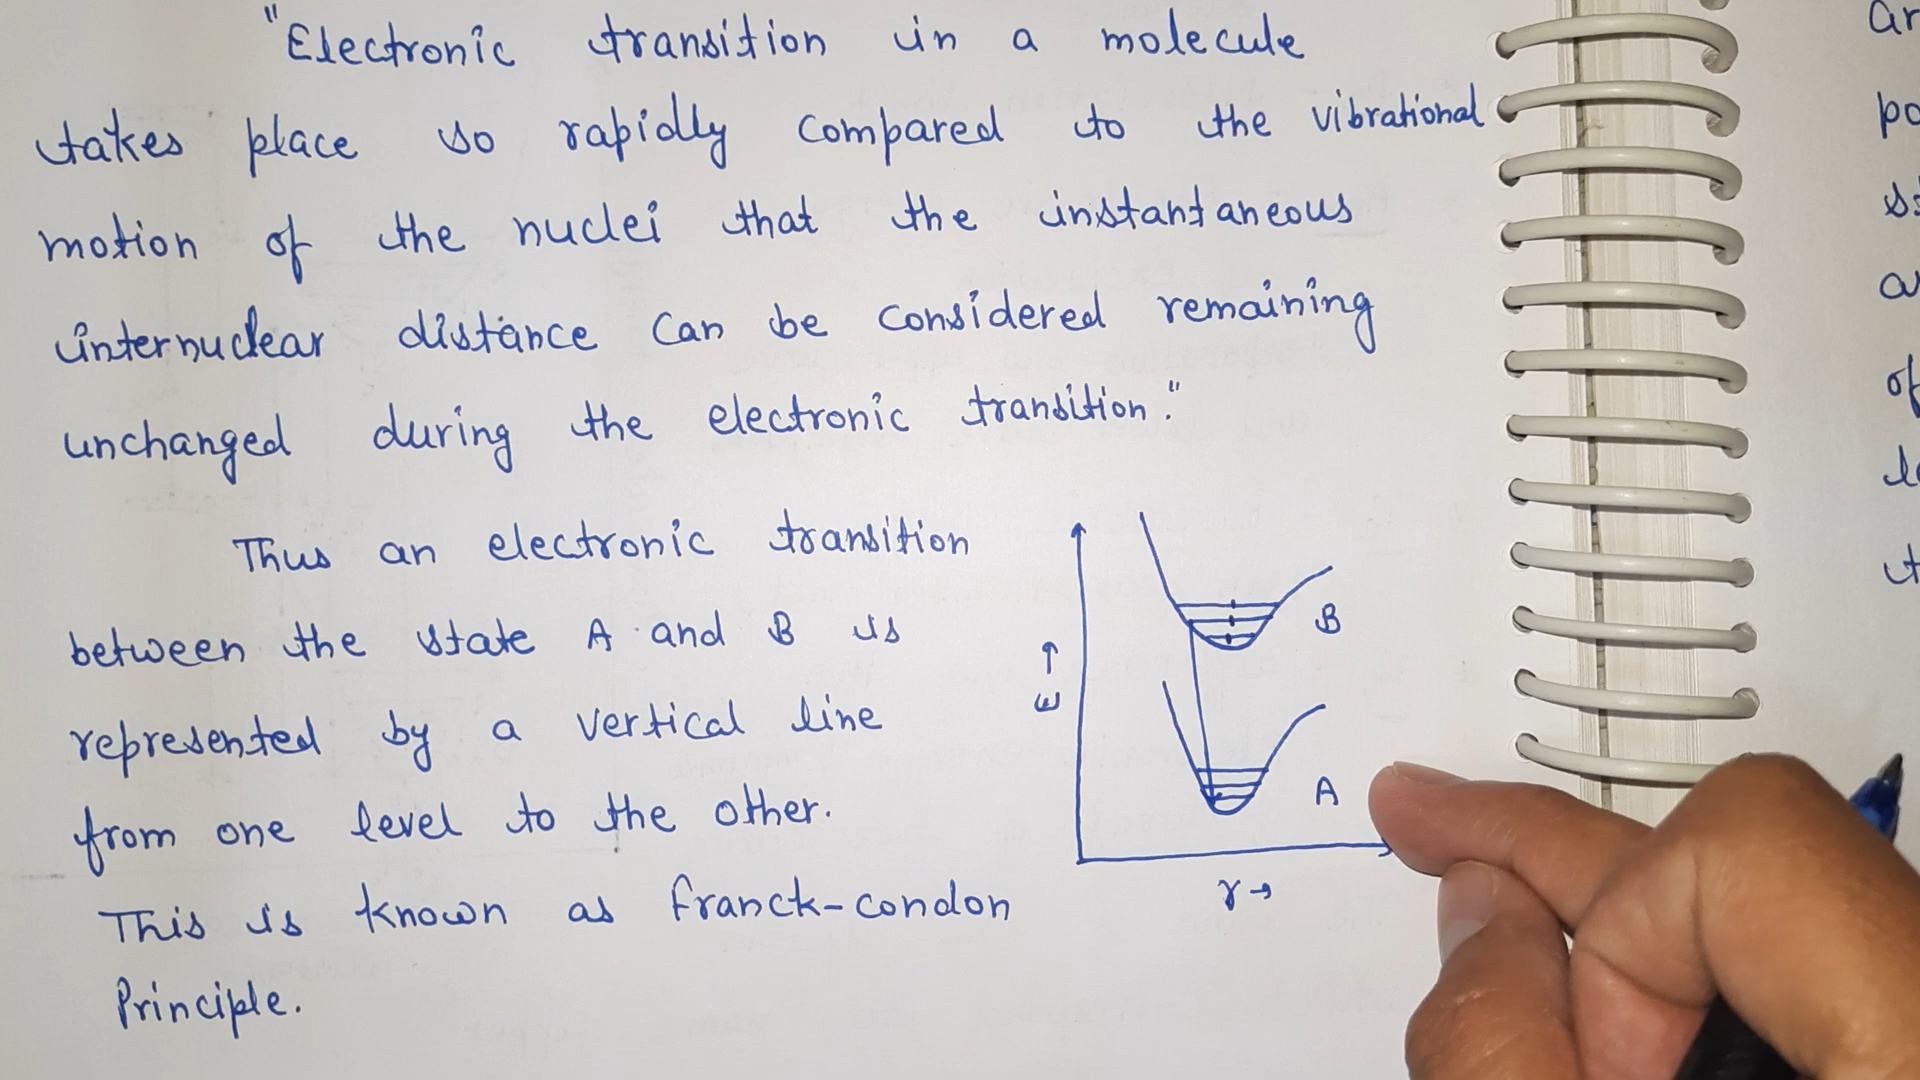 "Electronic transition in a molecule
takes place so rapidly compared to the vibrational
motion of the nuclei that the instantaneous
internuclear distance can be considered remaining
unchanged during the electronic transition."
Thus an electronic transition
between the state A and B is
represented by a vertical line
from one level to the other.
This is known as franck-condon
Principle.
B
E →
A
r →